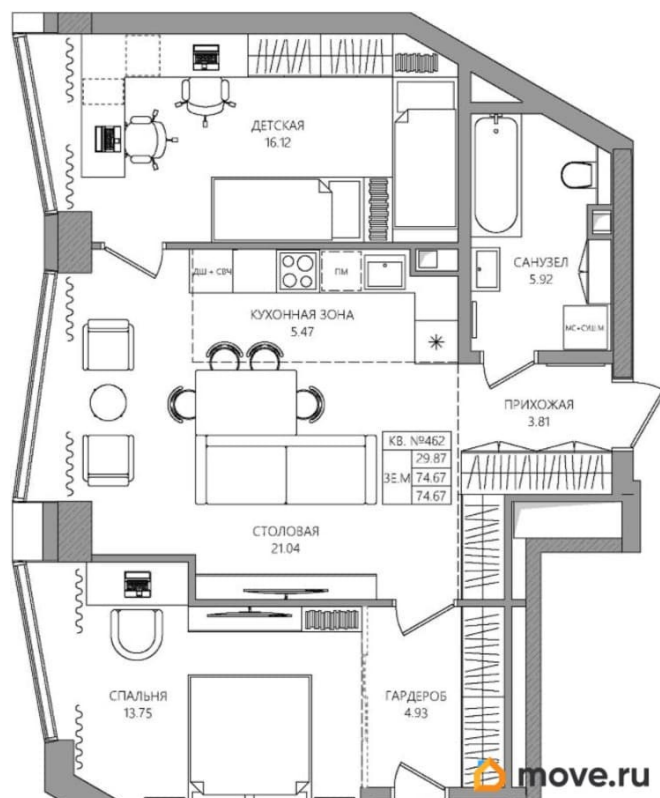 ДЕТСКАЯ
16.12
САНУЗЕЛ
5.92
ДШ + СВЧ
ПМ
КУХОННАЯ ЗОНА
5.47
МС+СУШ.М
ПРИХОЖАЯ
3.81
КВ. №462
29.87
3Е.М 74.67
74.67
СТОЛОВАЯ
21.04
СПАЛЬНЯ
13.75
ГАРДЕРОБ
4.93
move.ru